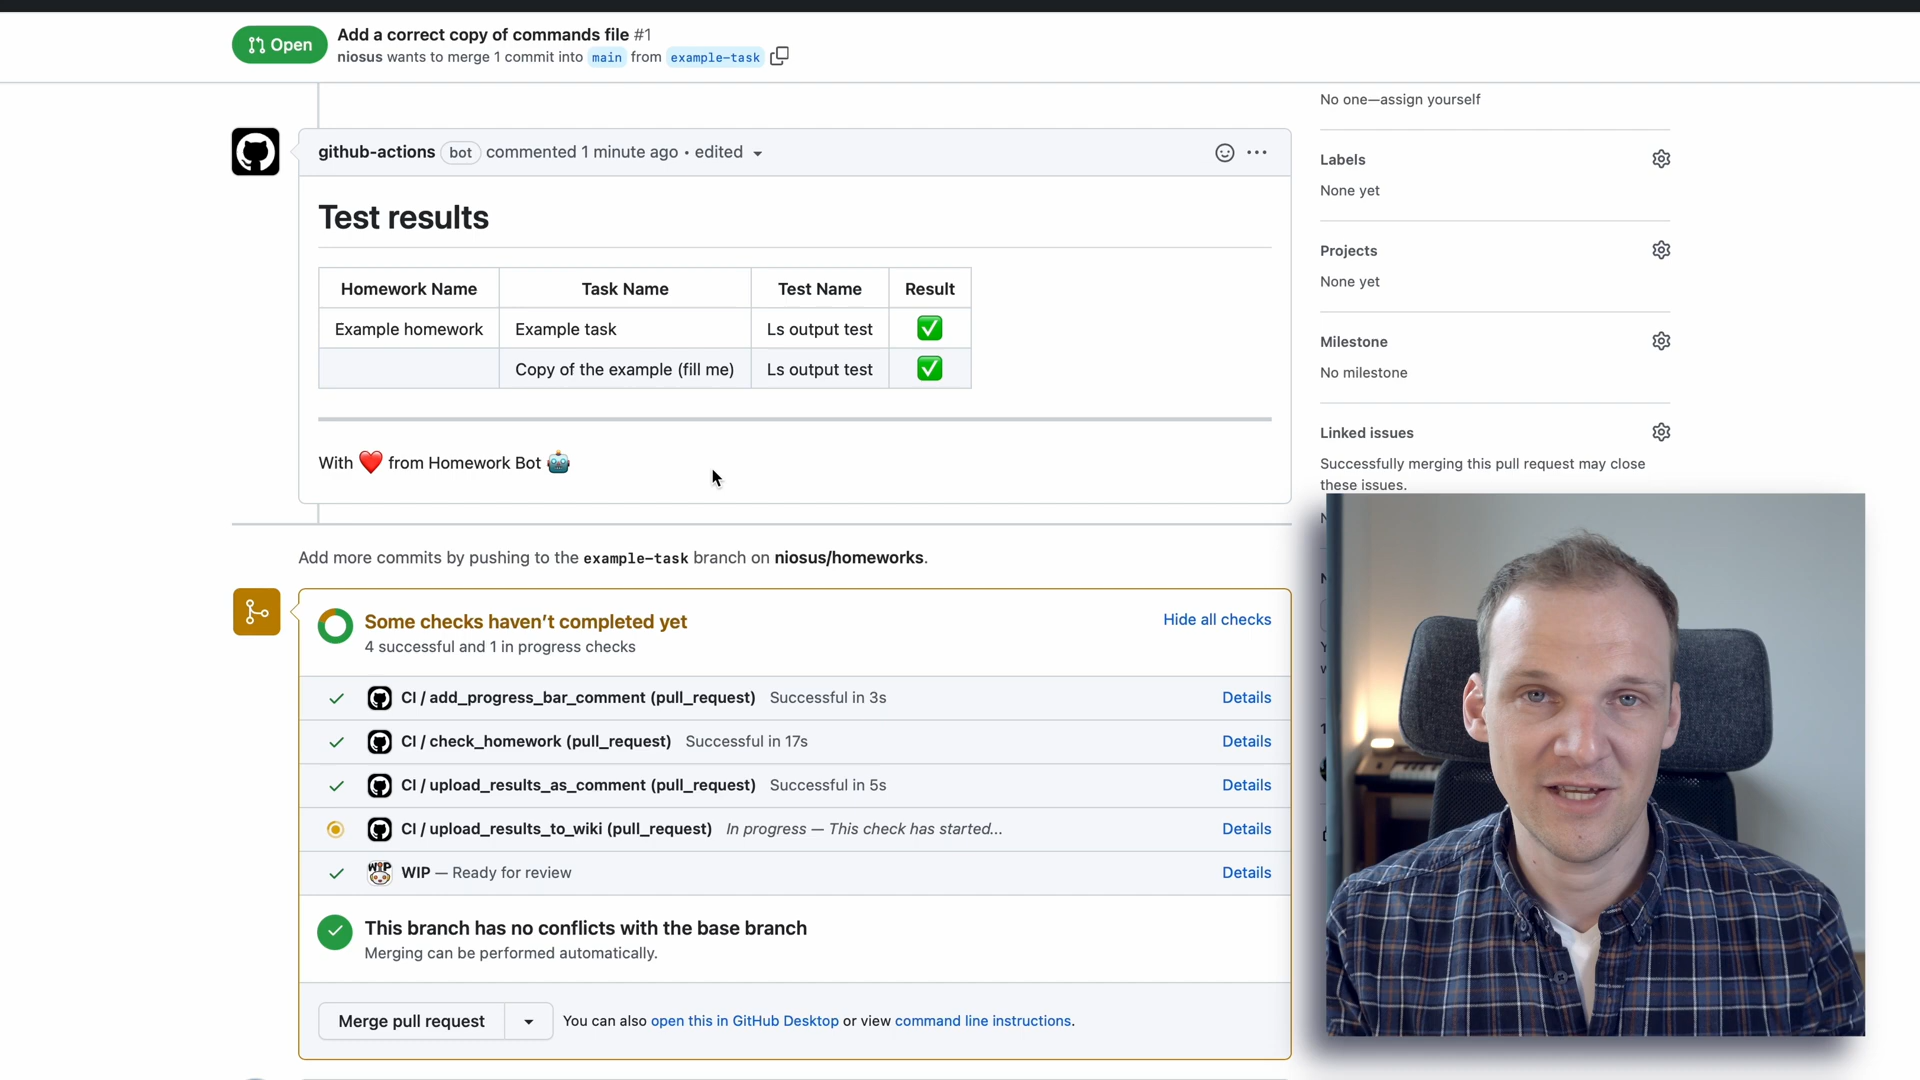 Open
Add a correct copy of commands file #1
niosus wants to merge 1 commit into main from example-task
No one—assign yourself
github-actions bot commented 1 minute ago • edited
Labels
None yet
Test results
Projects
None yet
Homework Name Task Name Test Name Result
Example homework Example task Ls output test ✅
Copy of the example (fill me) Ls output test ✅
Milestone
No milestone
With ❤️ from Homework Bot 🤖
Linked issues
Successfully merging this pull request may close
these issues.
Add more commits by pushing to the example-task branch on niosus/homeworks.
Some checks haven’t completed yet
4 successful and 1 in progress checks
Hide all checks
CI / add_progress_bar_comment (pull_request) Successful in 3s Details
CI / check_homework (pull_request) Successful in 17s Details
CI / upload_results_as_comment (pull_request) Successful in 5s Details
CI / upload_results_to_wiki (pull_request) In progress — This check has started... Details
WIP WIP — Ready for review Details
This branch has no conflicts with the base branch
Merging can be performed automatically.
Merge pull request You can also open this in GitHub Desktop or view command line instructions.